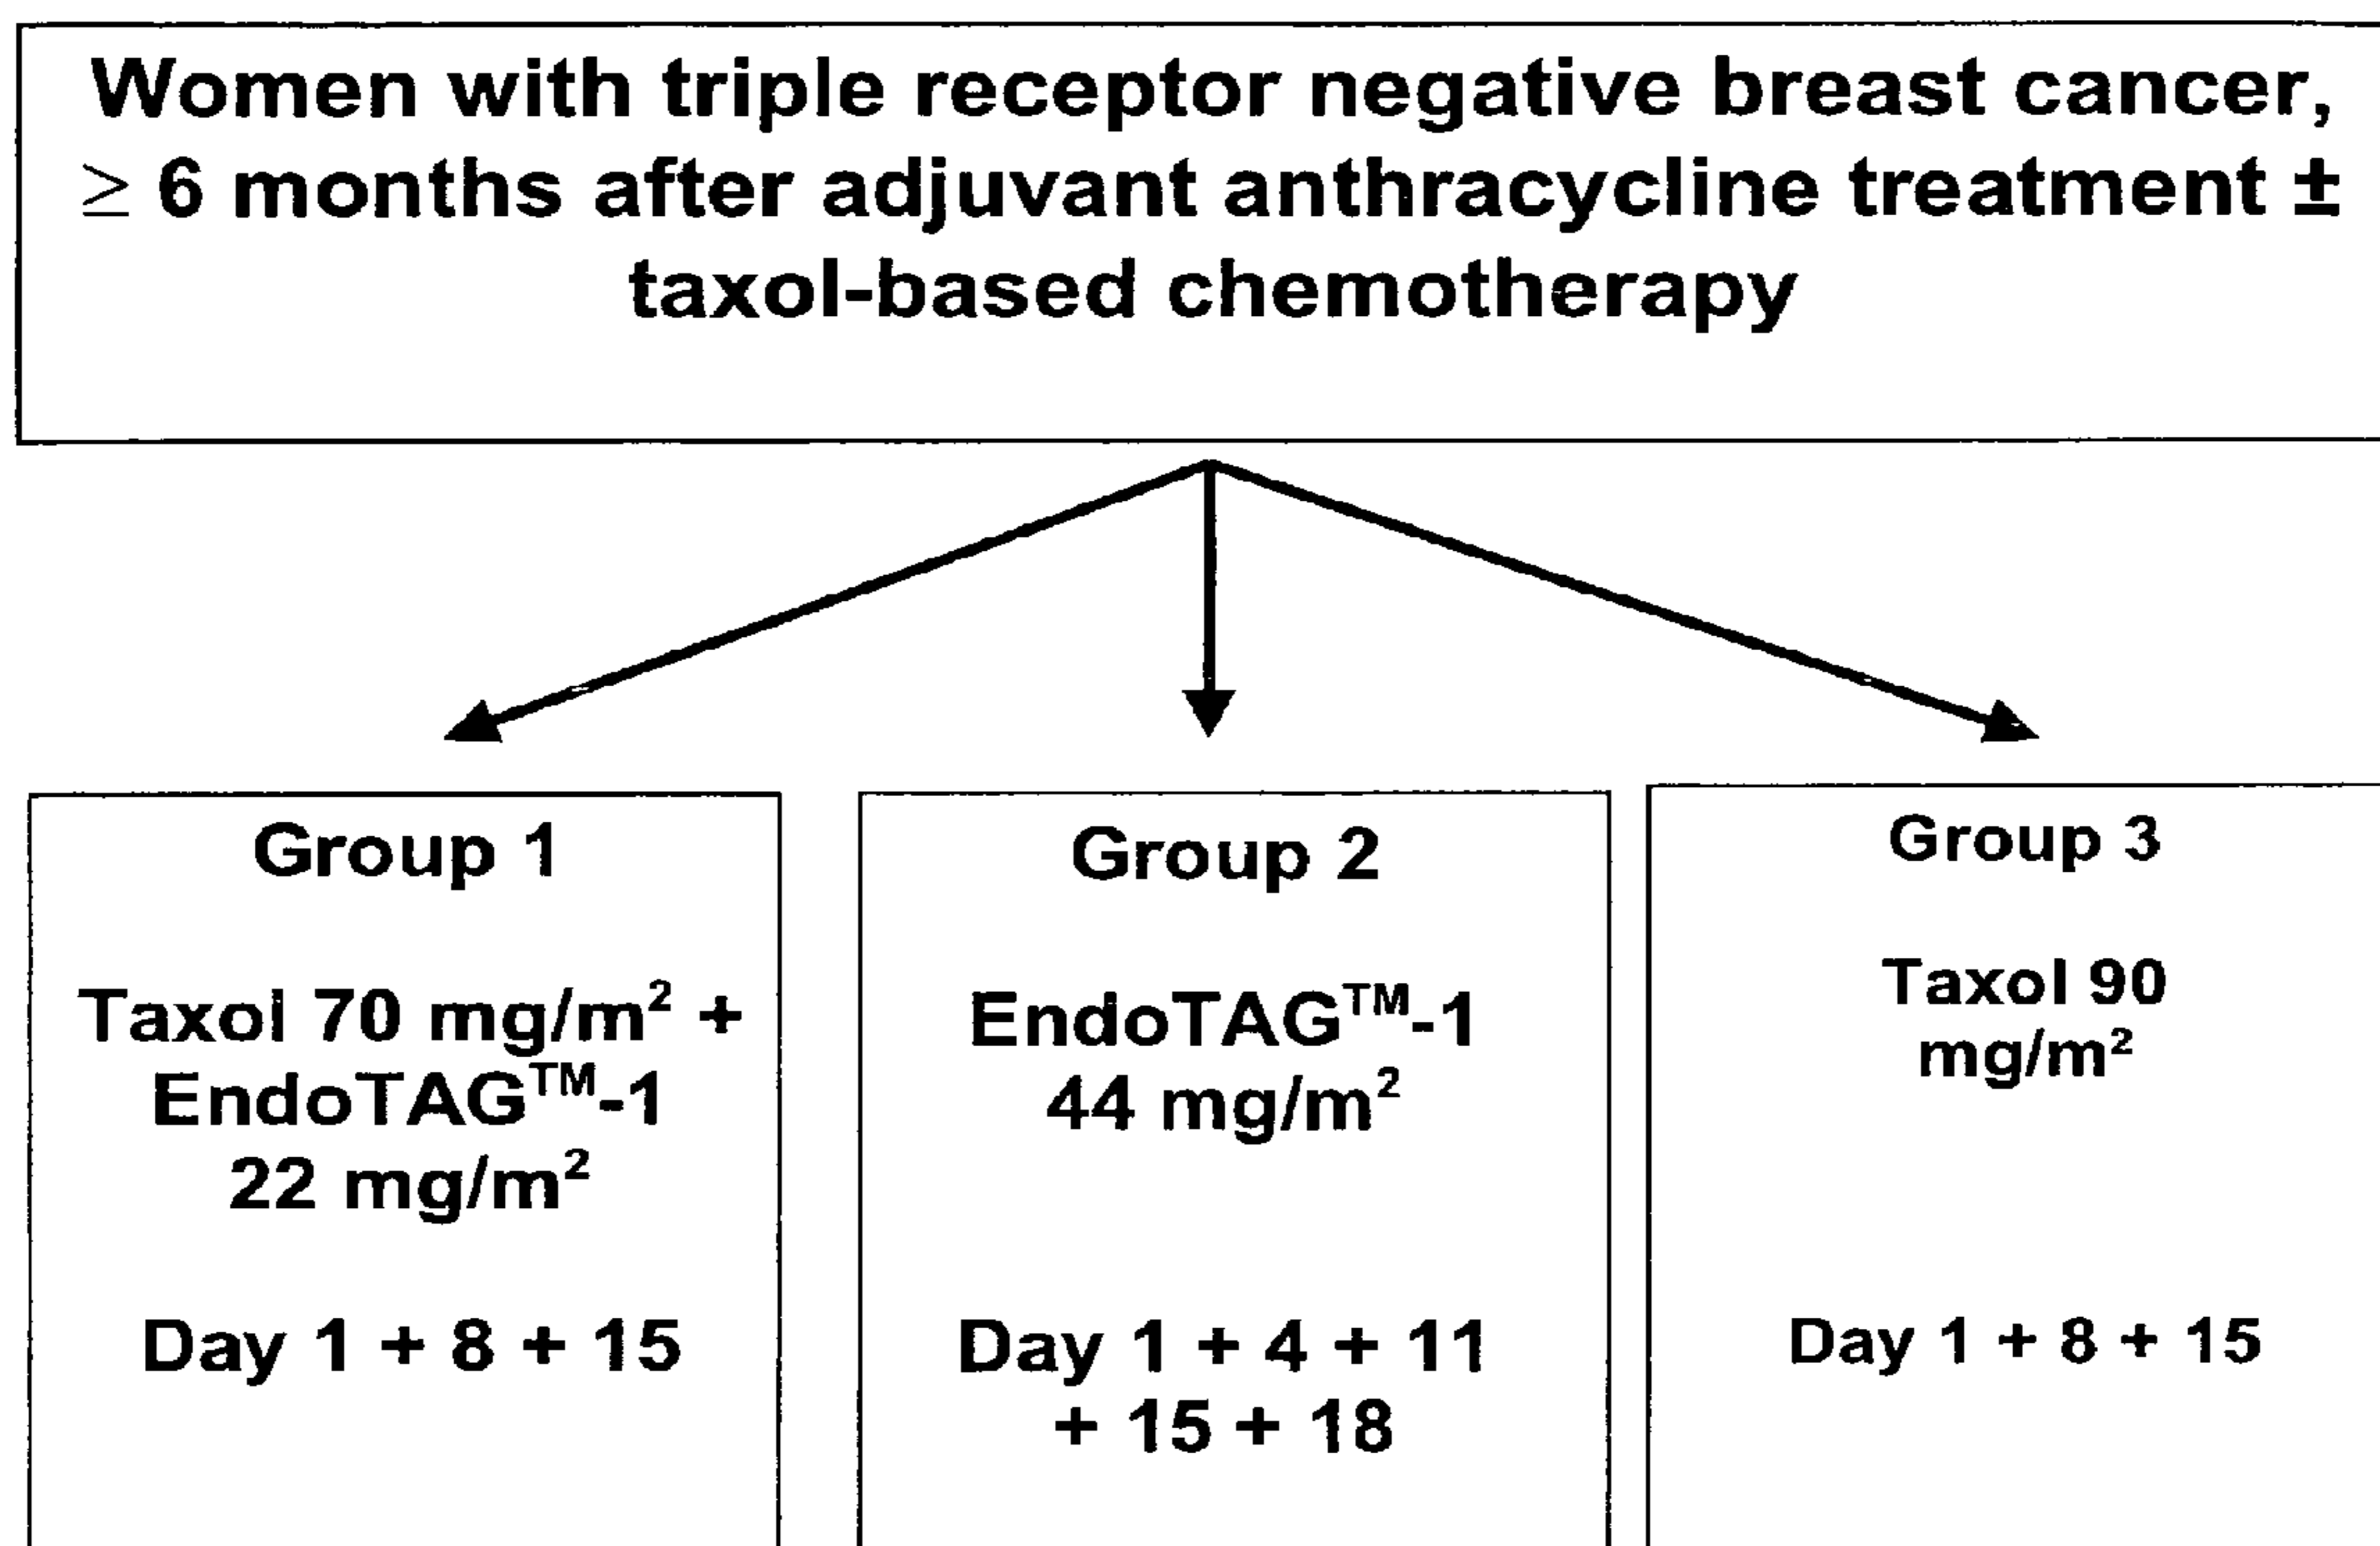 Women with triple receptor negative breast cancer,
≥ 6 months after adjuvant anthracycline treatment ±
taxol-based chemotherapy
Group 1
Taxol 70 mg/m² +
EndoTAG™-1
22 mg/m²
Day 1 + 8 + 15
Group 2
EndoTAG™-1
44 mg/m²
Day 1 + 4 + 11
+ 15 + 18
Group 3
Taxol 90
mg/m²
Day 1 + 8 + 15